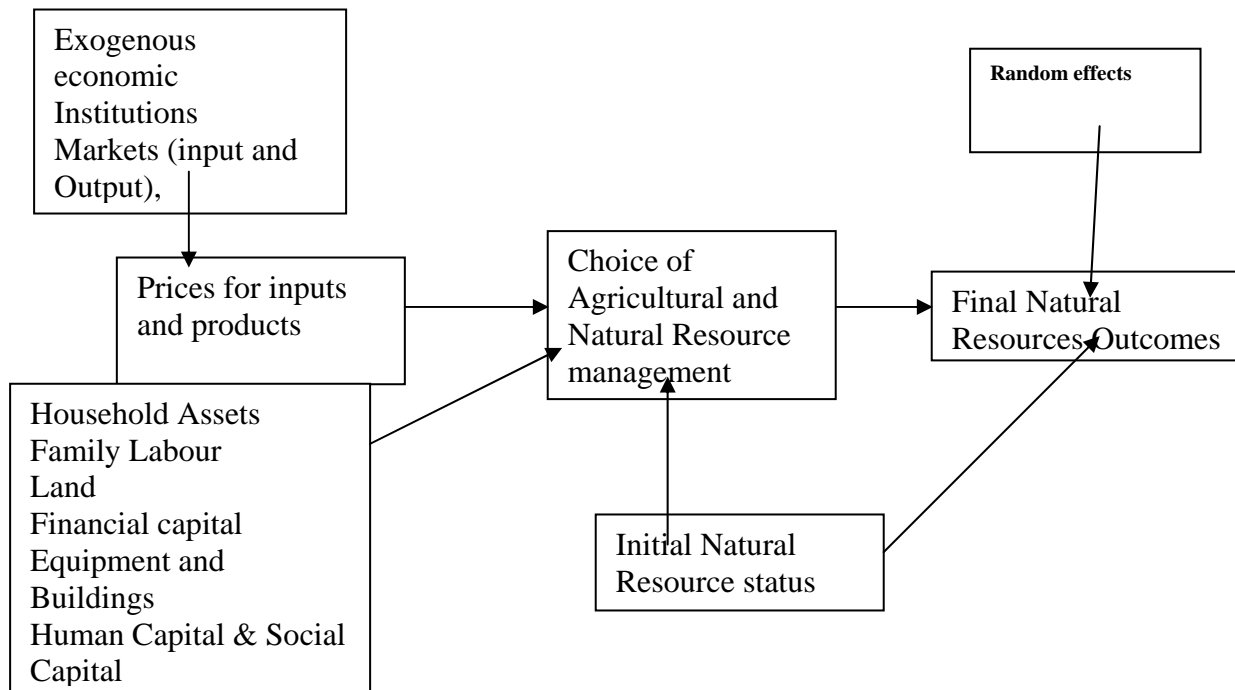 Exogenous
economic
Institutions
Markets (input and
Output),
Random effects
Prices for inputs
and products
Choice of
Agricultural and
Natural Resource
management
Final Natural
Resources Outcomes
Household Assets
Family Labour
Land
Financial capital
Equipment and
Buildings
Human Capital & Social
Capital
Initial Natural
Resource status